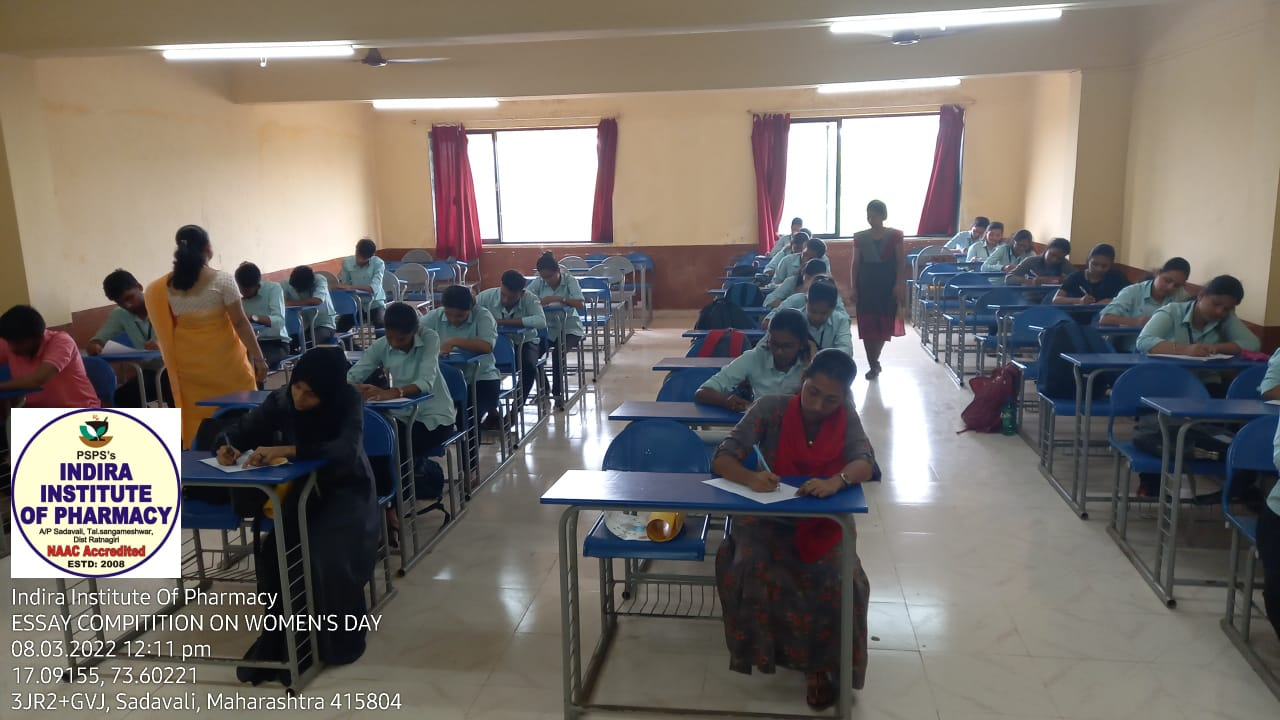 PSPS's
INDIRA
INSTITUTE
OF PHARMACY
A/P Sadavali, Tal.sangameshwar,
Dist Ratnagiri
NAAC Accredited
ESTD: 2008
Indira Institute Of Pharmacy
ESSAY COMPITITION ON WOMEN'S DAY
08.03.2022 12:11 pm
17.09155, 73.60221
3JR2+GVJ, Sadavali, Maharashtra 415804